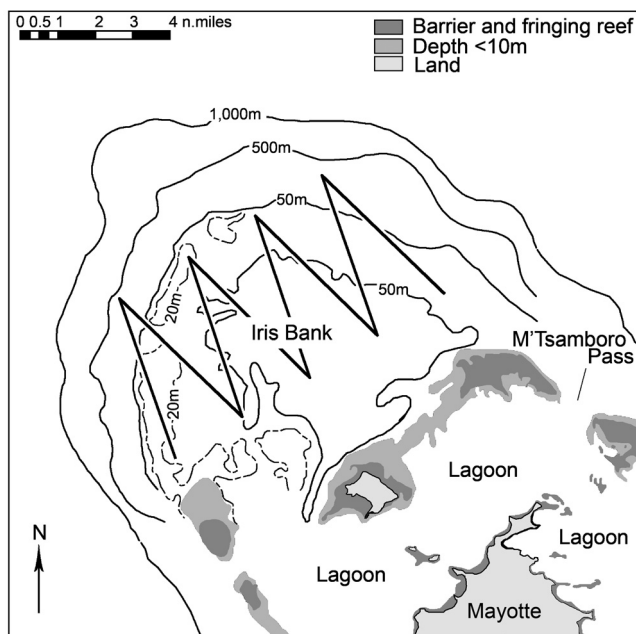 0 0.5 1 2 3 4 n.miles
Barrier and fringing reef
Depth <10m
Land
1,000m
500m
50m
50m
20m
Iris Bank
20m
M'Tsamboro
Pass
Lagoon
Lagoon
Lagoon
N
Mayotte